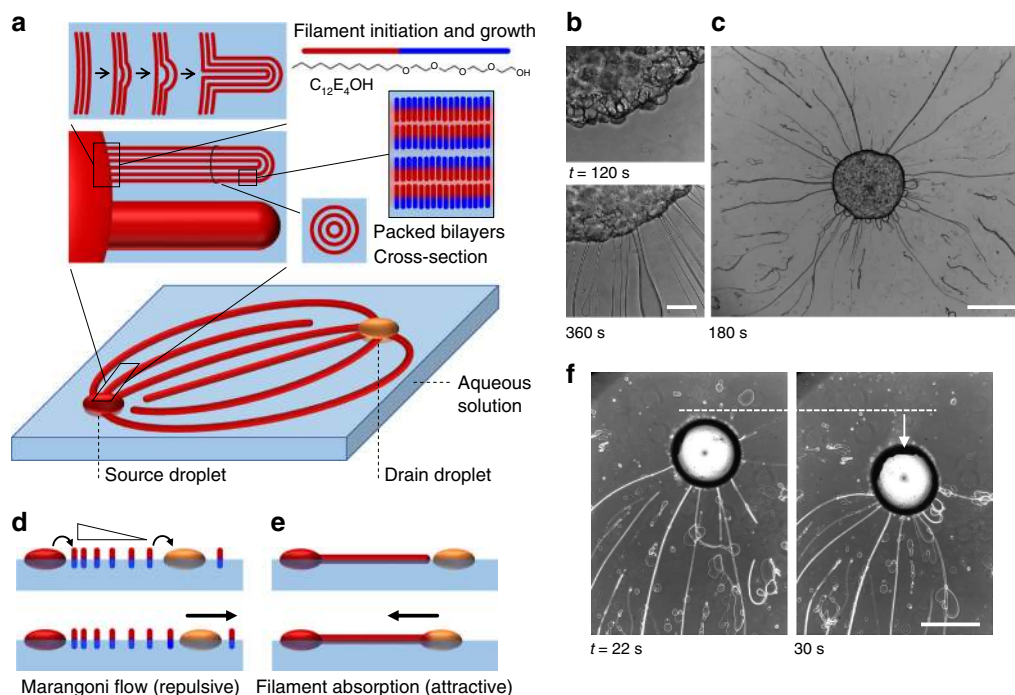 a
Filament initiation and growth
O
O
O
O
OH
C12E4OH
Packed bilayers
Cross-section
Aqueous
solution
Source droplet
Drain droplet
b
t = 120 s
360 s
c
180 s
d
Marangoni flow (repulsive)
e
Filament absorption (attractive)
f
t = 22 s
30 s